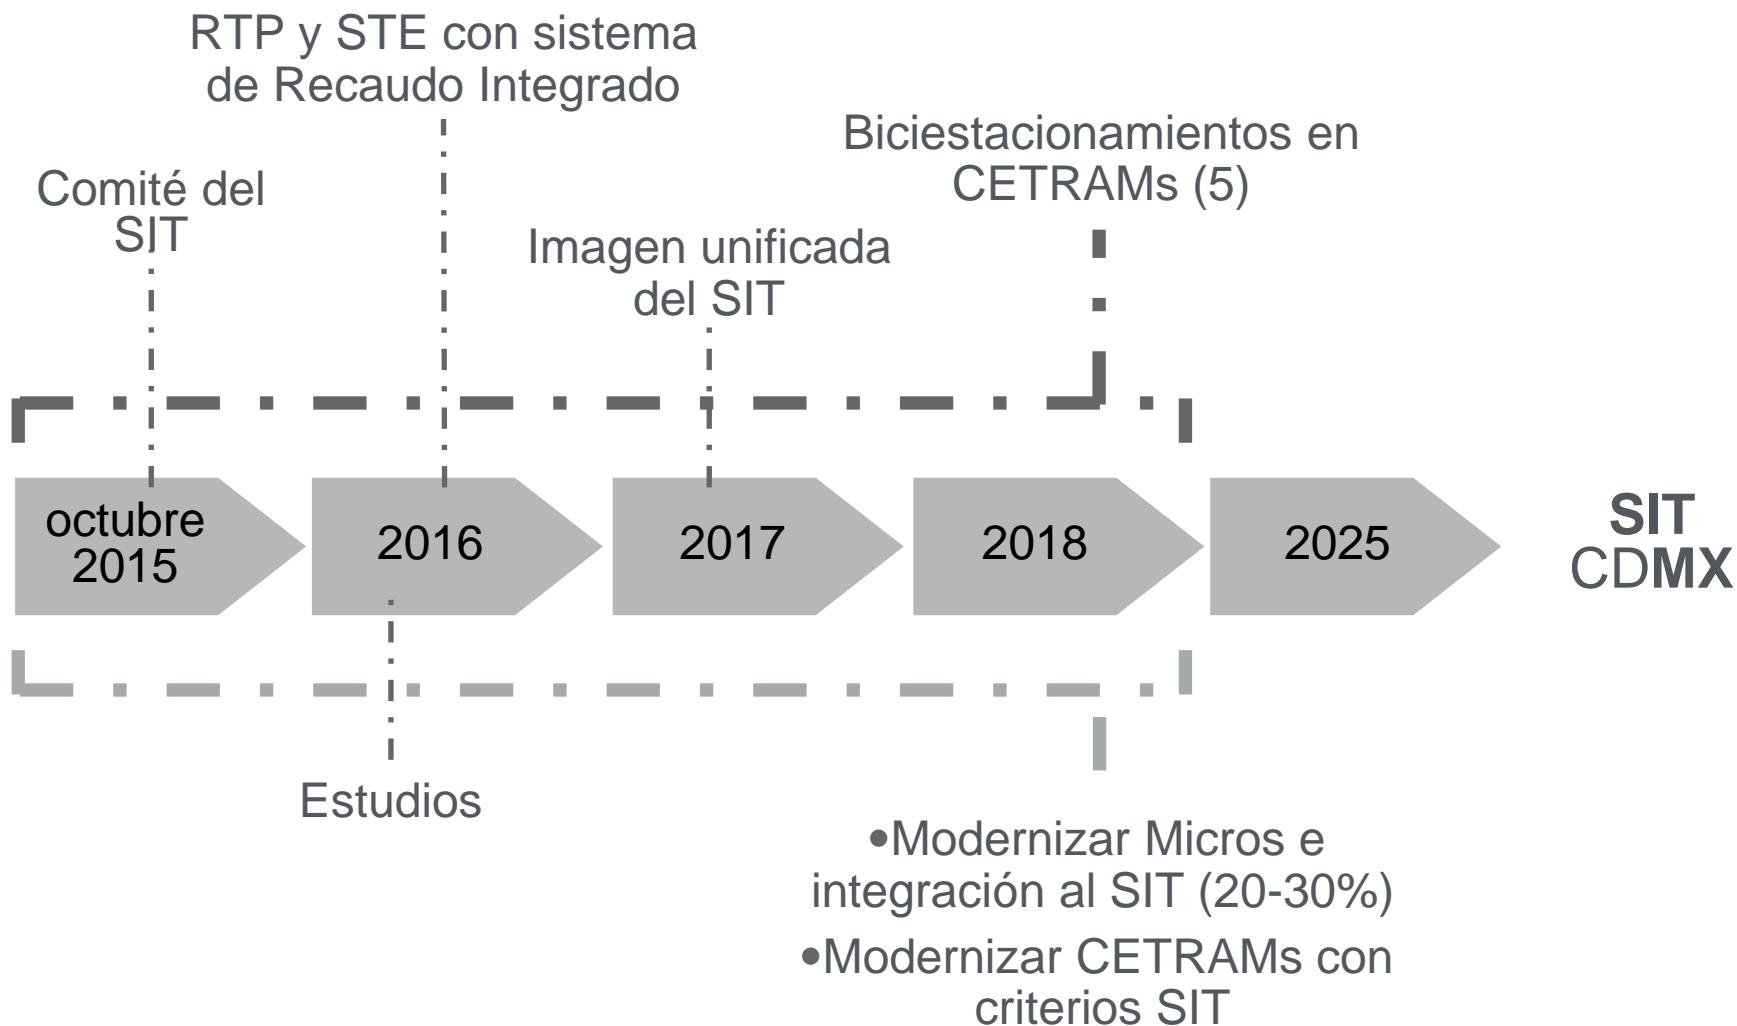 RTP y STE con sistema
de Recaudo Integrado
Biciestacionamientos en
CETRAMs (5)
Comité del
SIT
Imagen unificada
del SIT
octubre
2015
2016
2017
2018
2025
SIT
CDMX
Estudios
•Modernizar Micros e
integración al SIT (20-30%)
•Modernizar CETRAMs con
criterios SIT